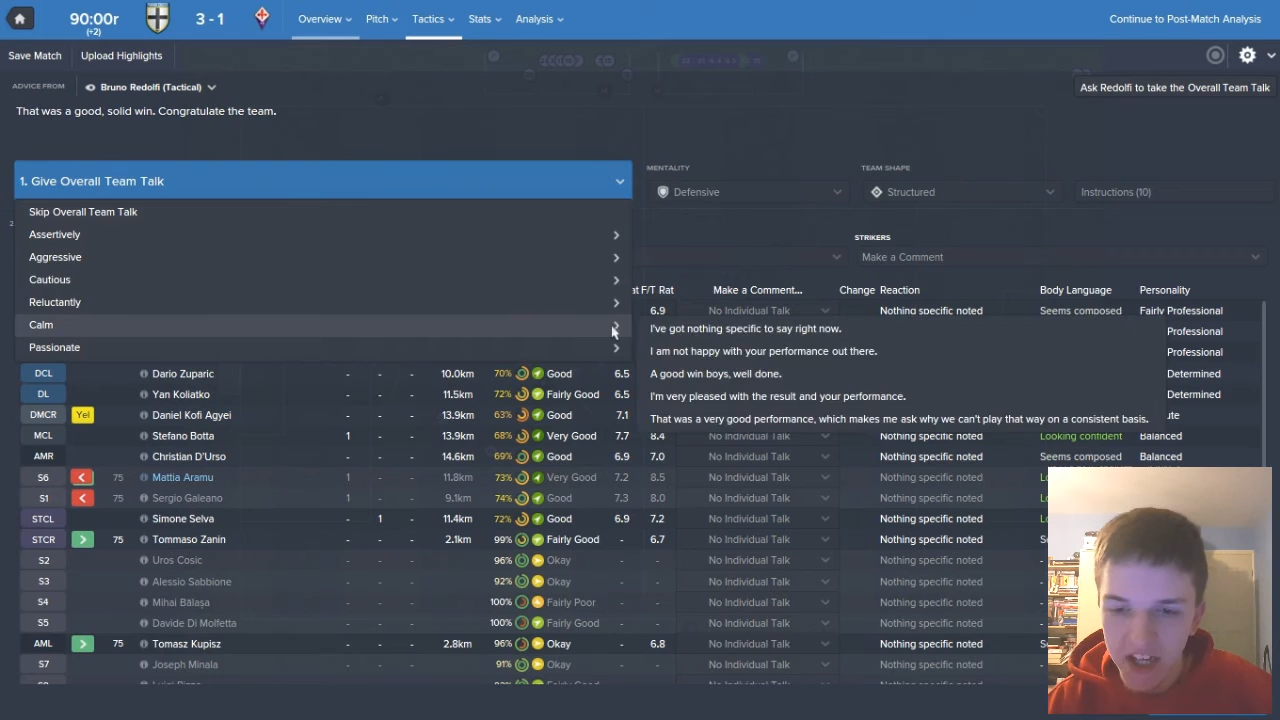 90:00r
(+2)
3 - 1
Overview Pitch Tactics Stats Analysis
Continue to Post-Match Analysis
Save Match Upload Highlights
ADVICE FROM Bruno Redolfi (Tactical)
Ask Redolfi to take the Overall Team Talk
That was a good, solid win. Congratulate the team.
1. Give Overall Team Talk
MENTALITY TEAM SHAPE
Defensive Structured Instructions (10)
Skip Overall Team Talk
Assertively
Aggressive
Cautious
Reluctantly
Calm
Passionate
STRIKERS
Make a Comment
at F/T Rat Make a Comment... Change Reaction Body Language Personality
6.9 No Individual Talk Nothing specific noted Seems composed Fairly Professional
Professional
Professional
Determined
Determined
I've got nothing specific to say right now.
I am not happy with your performance out there.
A good win boys, well done.
I'm very pleased with the result and your performance.
That was a very good performance, which makes me ask why we can't play that way on a consistent basis.
DCL Dario Zuparic - - - 10.0km 70% Good 6.5
DL Yan Koliatko - - - 11.5km 72% Fairly Good 6.5
DMCR Yel Daniel Kofi Agyei - - - 13.9km 63% Good 7.1
MCL Stefano Botta 1 - - 13.9km 68% Very Good 7.7 8.4 No Individual Talk Nothing specific noted Looking confident Balanced
AMR Christian D'Urso - - - 14.6km 69% Good 6.9 7.0 No Individual Talk Nothing specific noted Seems composed Balanced
S6 75 Mattia Aramu 1 - - 11.8km 73% Very Good 7.2 8.5 No Individual Talk Nothing specific noted
S1 75 Sergio Galeano 1 - - 9.1km 74% Good 7.3 8.0 No Individual Talk Nothing specific noted
STCL Simone Selva - 1 - 11.4km 72% Good 6.9 7.2 No Individual Talk Nothing specific noted
STCR 75 Tommaso Zanin - - - 2.1km 99% Fairly Good - 6.7 No Individual Talk Nothing specific noted
S2 Uros Cosic - - - 96% Okay - - No Individual Talk Nothing specific noted
S3 Alessio Sabbione - - - 92% Okay - - No Individual Talk Nothing specific noted
S4 Mihai Bălașa - - - 100% Fairly Poor - - No Individual Talk Nothing specific noted
S5 Davide Di Molfetta - - - 100% Fairly Good - - No Individual Talk Nothing specific noted
AML 75 Tomasz Kupisz - - - 2.8km 96% Okay - 6.8 No Individual Talk Nothing specific noted
S7 Joseph Minala - - - 91% Okay - - No Individual Talk Nothing specific noted